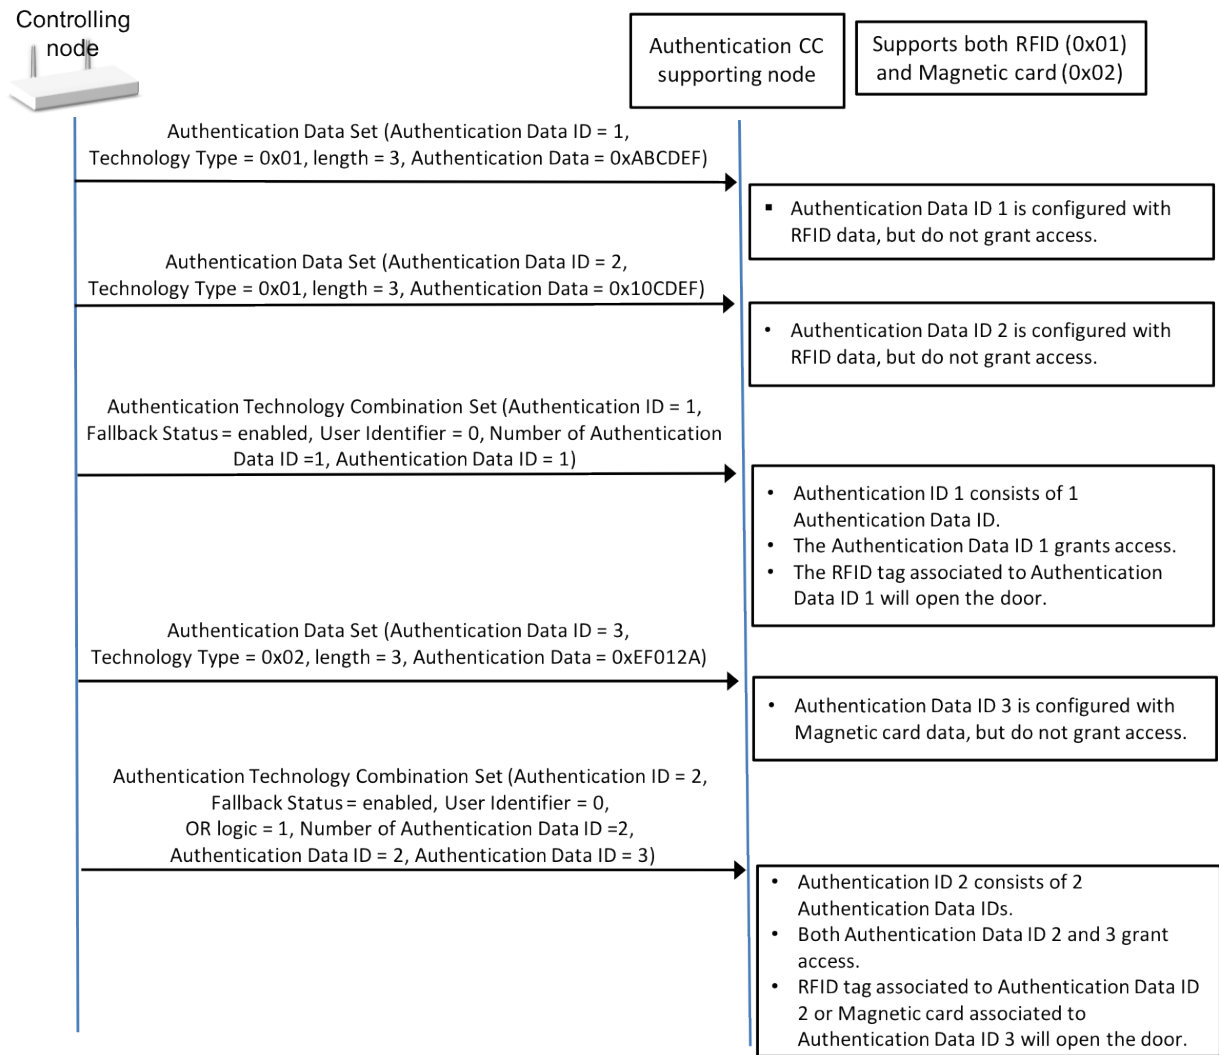 Controlling
node
Authentication CC
supporting node
Supports both RFID (0x01)
and Magnetic card (0x02)
Authentication Data Set (Authentication Data ID = 1,
Technology Type = 0x01, length = 3, Authentication Data = 0xABCDEF)
▪ Authentication Data ID 1 is configured with
RFID data, but do not grant access.
Authentication Data Set (Authentication Data ID = 2,
Technology Type = 0x01, length = 3, Authentication Data = 0x10CDEF)
• Authentication Data ID 2 is configured with
RFID data, but do not grant access.
Authentication Technology Combination Set (Authentication ID = 1,
Fallback Status = enabled, User Identifier = 0, Number of Authentication
Data ID =1, Authentication Data ID = 1)
• Authentication ID 1 consists of 1
Authentication Data ID.
• The Authentication Data ID 1 grants access.
• The RFID tag associated to Authentication
Data ID 1 will open the door.
Authentication Data Set (Authentication Data ID = 3,
Technology Type = 0x02, length = 3, Authentication Data = 0xEF012A)
• Authentication Data ID 3 is configured with
Magnetic card data, but do not grant access.
Authentication Technology Combination Set (Authentication ID = 2,
Fallback Status = enabled, User Identifier = 0,
OR logic = 1, Number of Authentication Data ID =2,
Authentication Data ID = 2, Authentication Data ID = 3)
• Authentication ID 2 consists of 2
Authentication Data IDs.
• Both Authentication Data ID 2 and 3 grant
access.
• RFID tag associated to Authentication Data ID
2 or Magnetic card associated to
Authentication Data ID 3 will open the door.